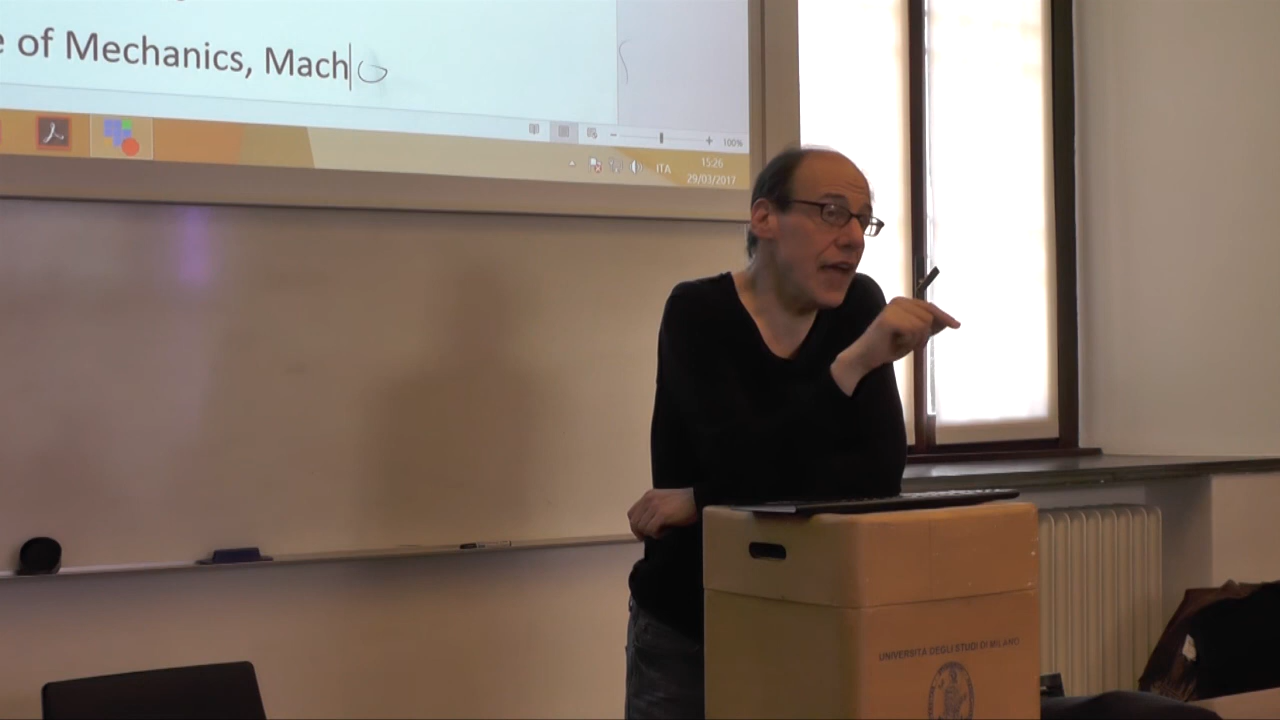 e of Mechanics, Mach
100%
ITA
15:26
29/03/2017
UNIVERSITÀ DEGLI STUDI DI MILANO